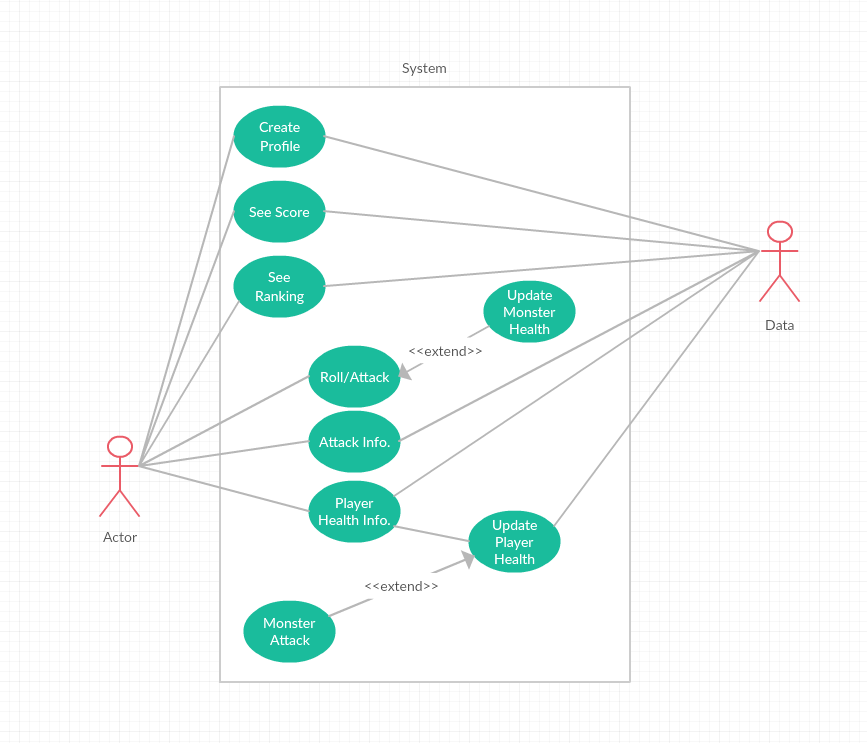 System
Create
Profile
See Score
See
Ranking
Update
Monster
Health
Data
<<extend>>
Roll/Attack
Attack Info.
Player
Health Info.
Actor
Update
Player
Health
<<extend>>
Monster
Attack